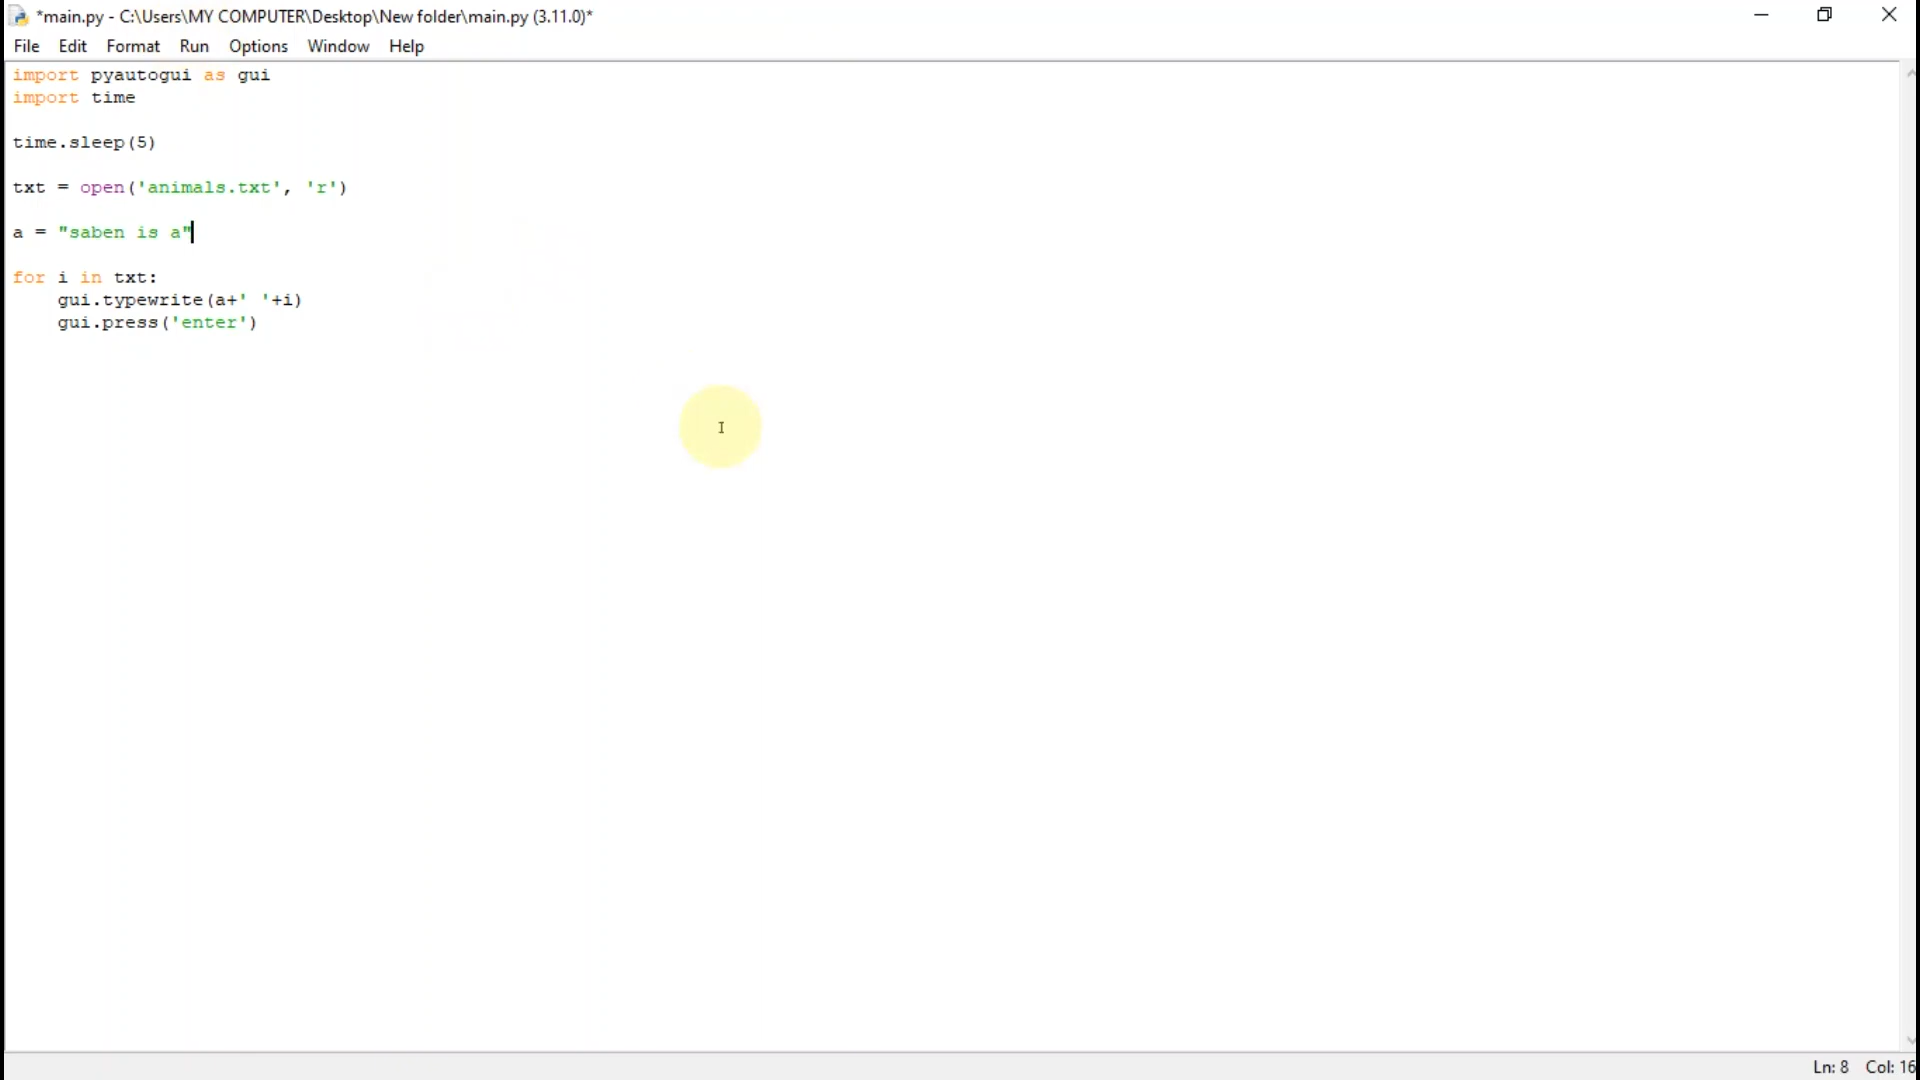 *main.py - C:\Users\MY COMPUTER\Desktop\New folder\main.py (3.11.0)*
File Edit Format Run Options Window Help
import pyautogui as gui
import time
time.sleep(5)
txt = open('animals.txt', 'r')
a = "saben is a"
for i in txt:
    gui.typewrite(a+' '+i)
    gui.press('enter')
Ln: 8 Col: 16